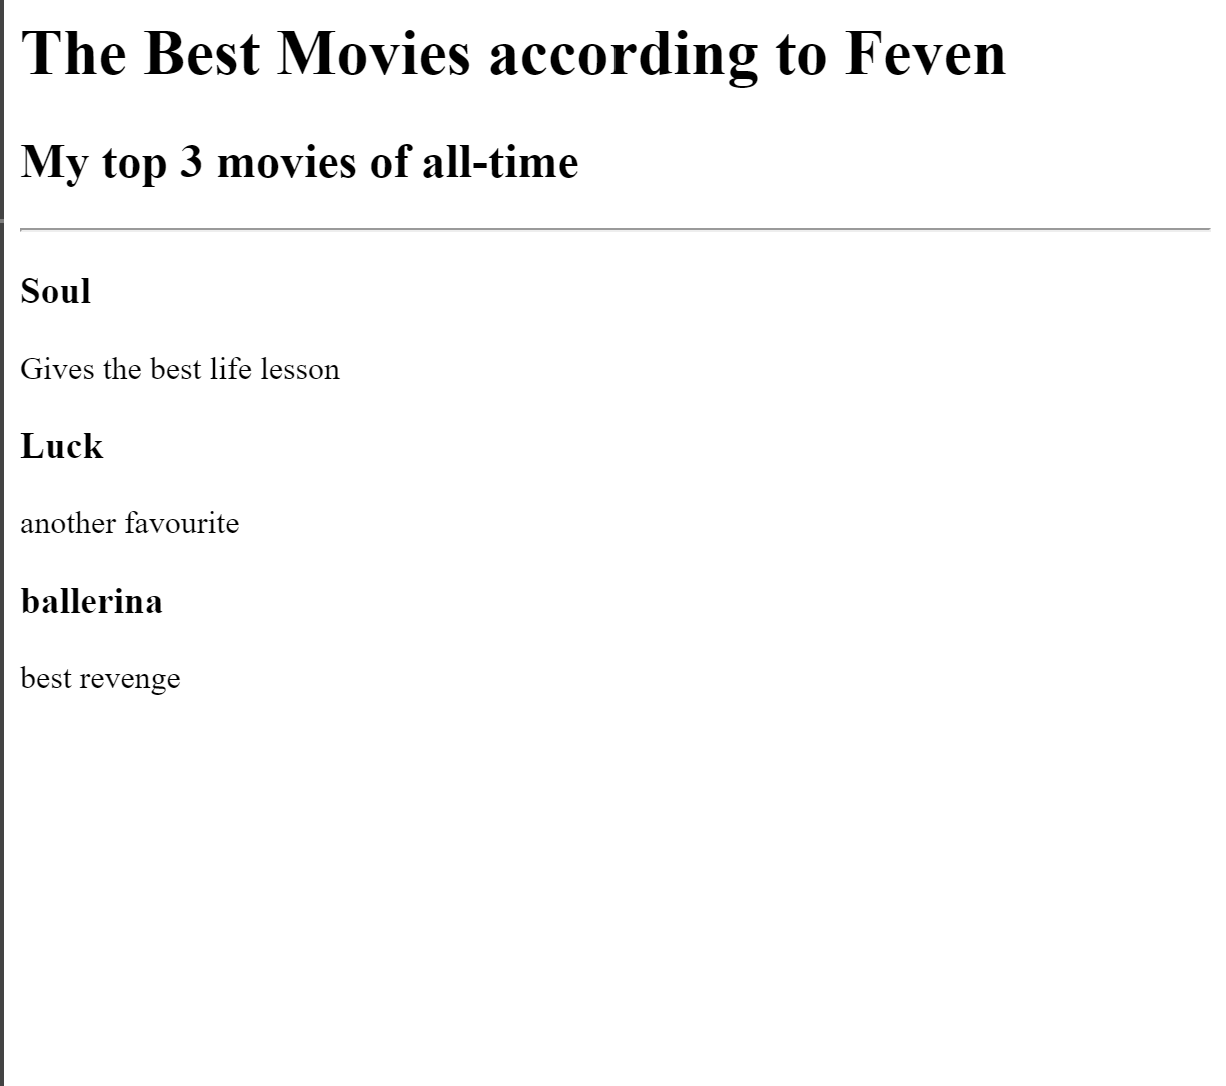 The Best Movies according to Feven
My top 3 movies of all-time
Soul
Gives the best life lesson
Luck
another favourite
ballerina
best revenge